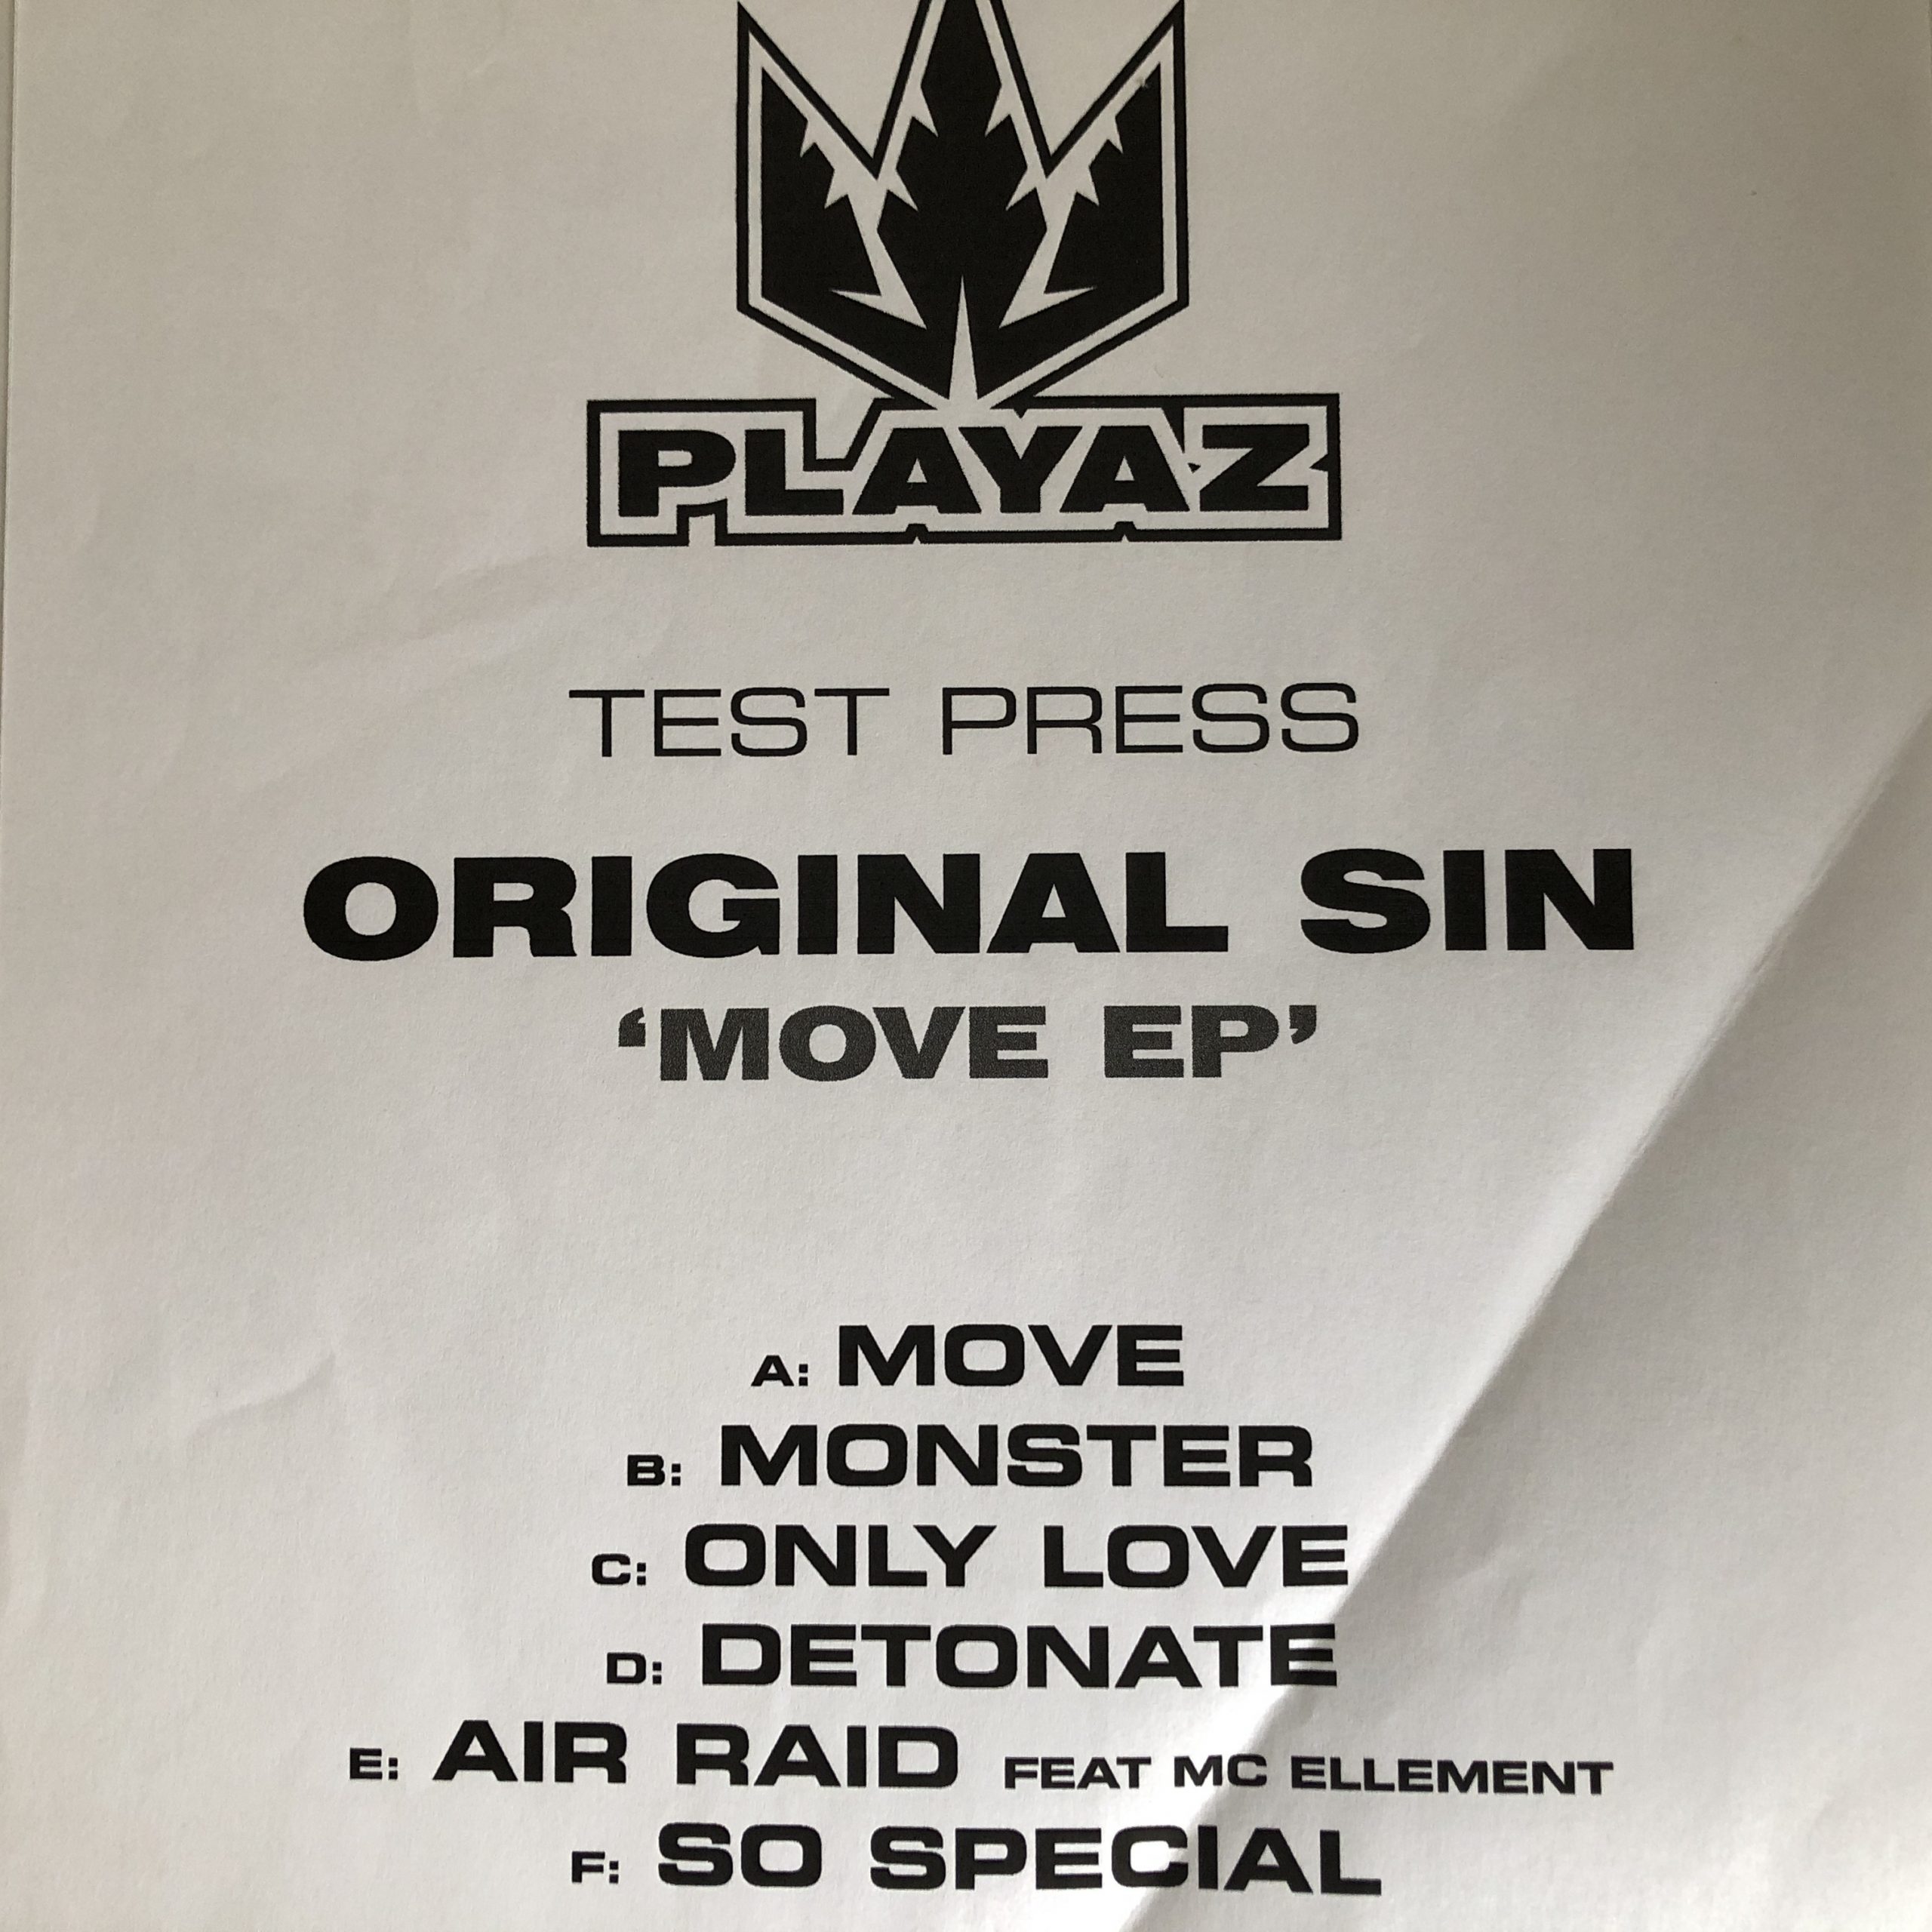 PLAYAZ
TEST PRESS
ORIGINAL SIN
‘MOVE EP’
A: MOVE
B: MONSTER
C: ONLY LOVE
D: DETONATE
E: AIR RAID FEAT MC ELLEMENT
F: SO SPECIAL